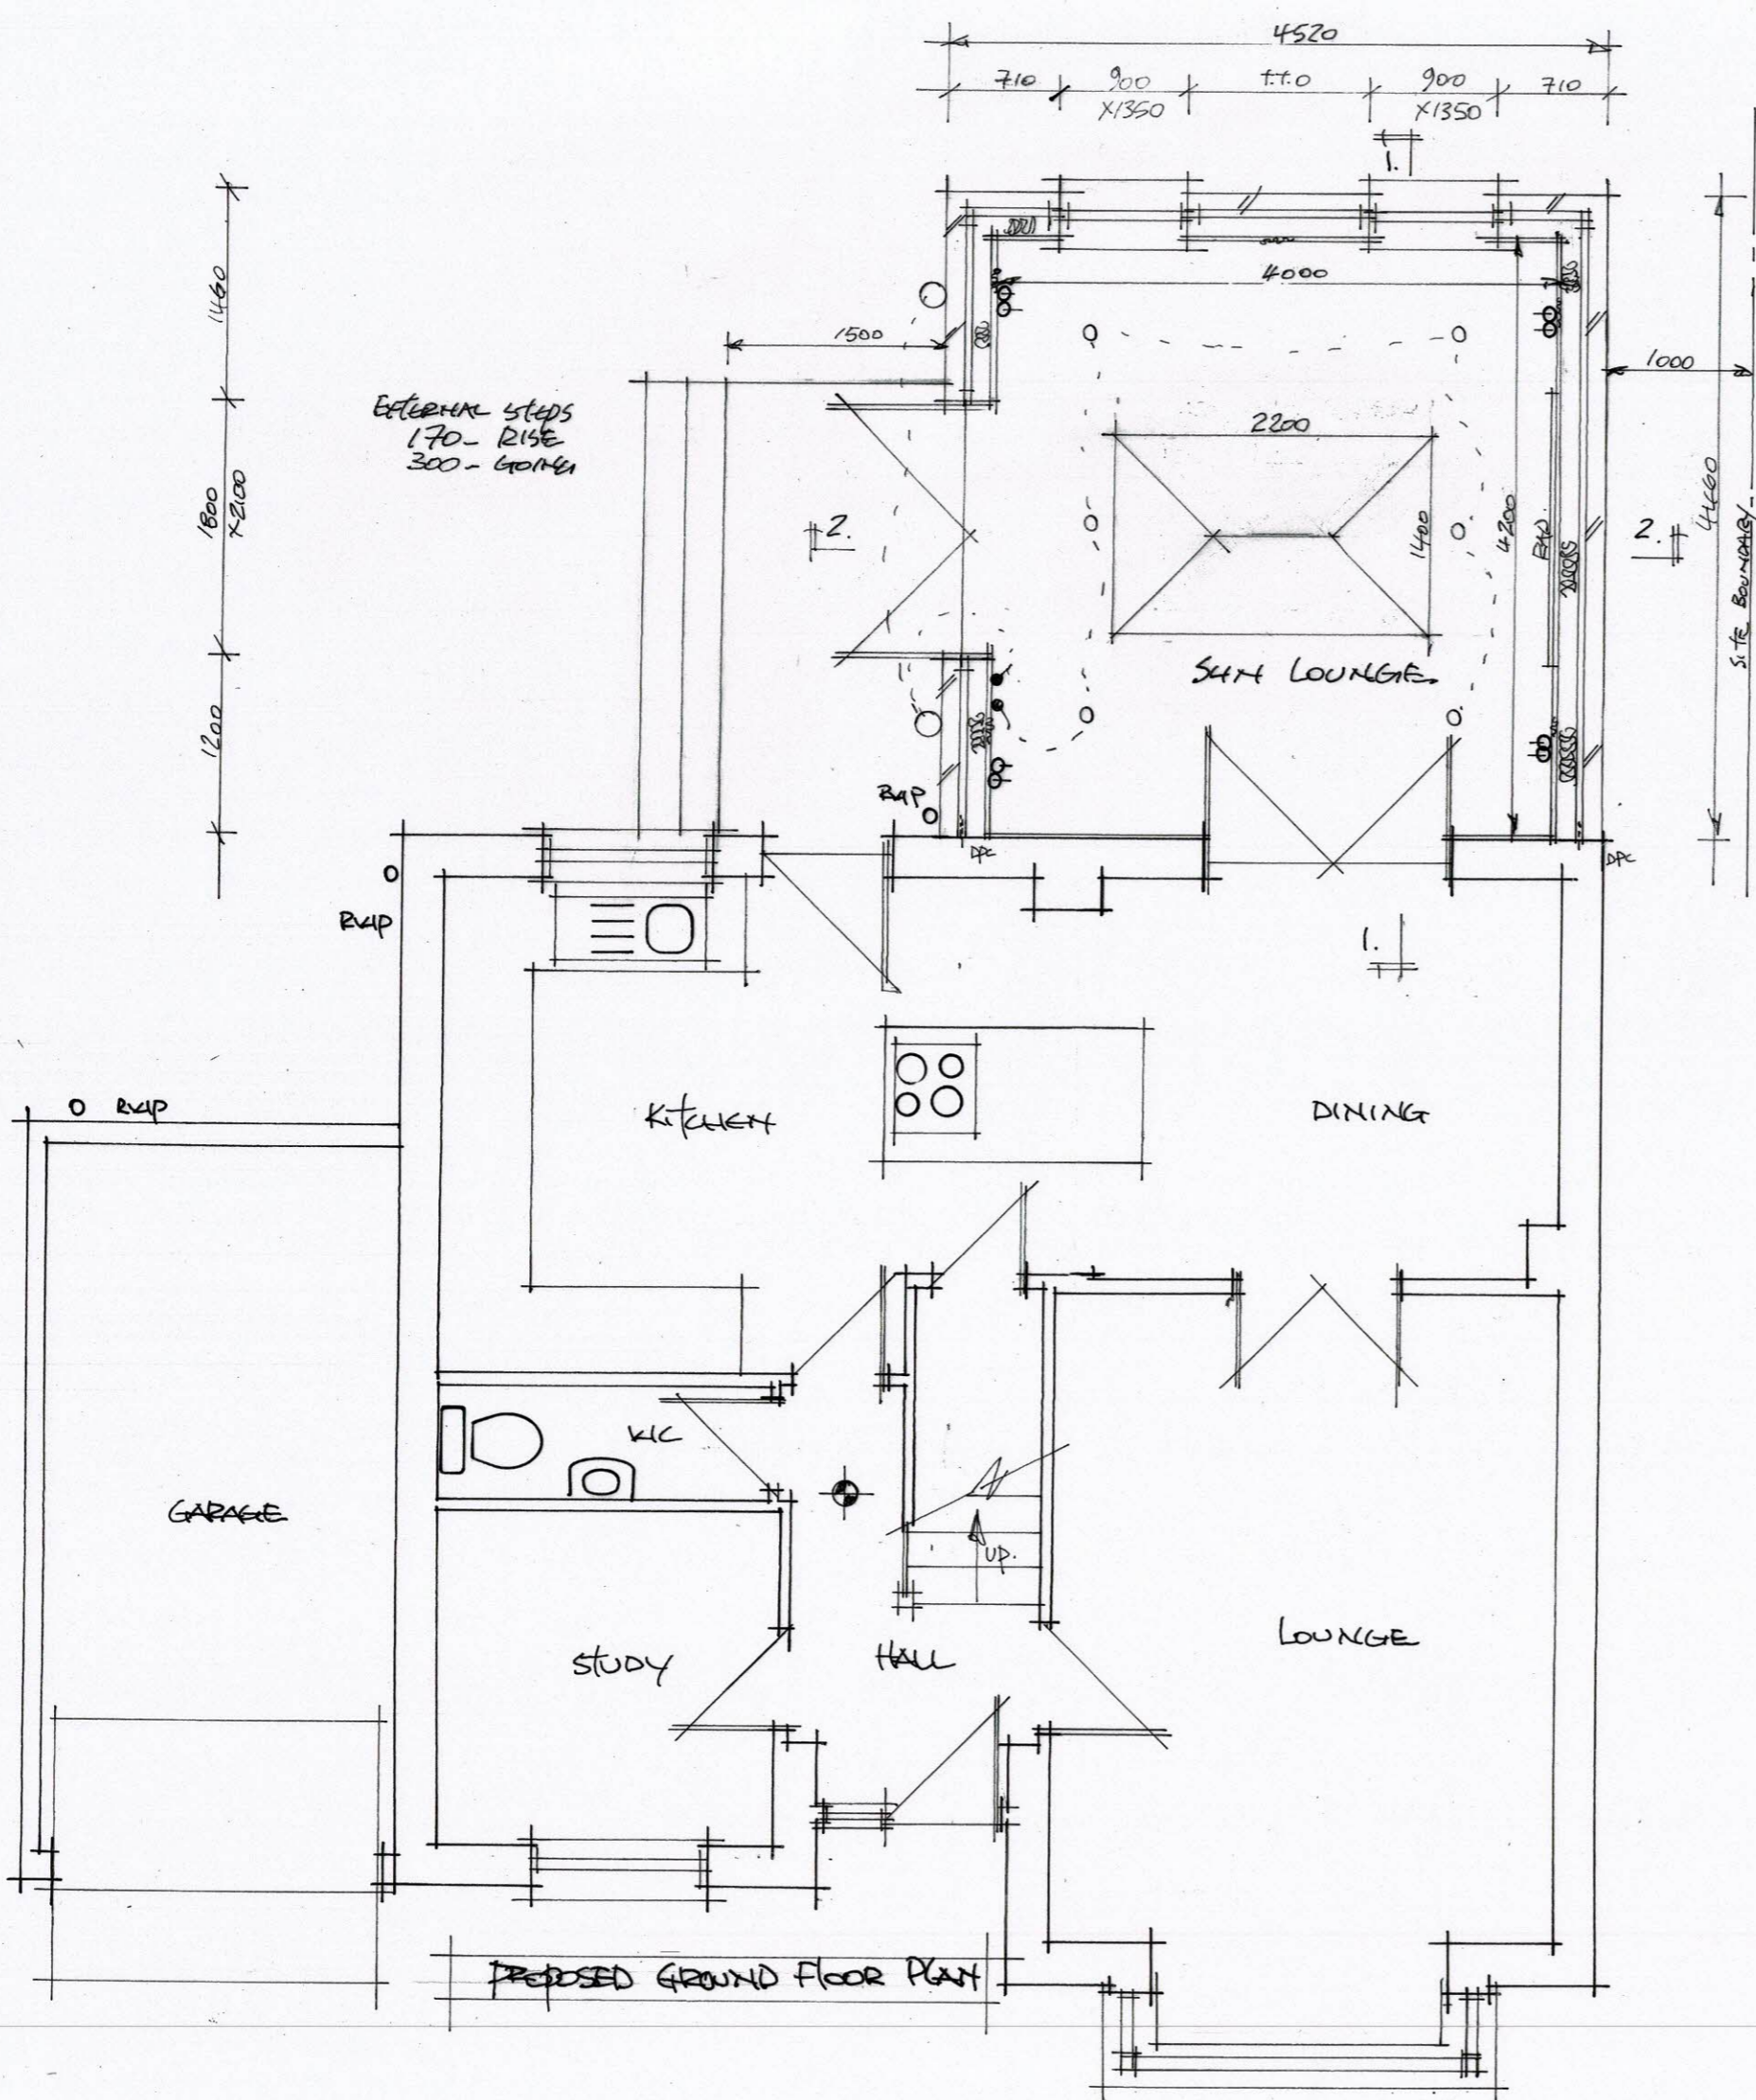 4520
710 900 t.t.o 900 710
X1350 X1350
1.
1460
4000
1500
1000
EXTERNAL STEPS
170 - RISE
300 - GOING
2200
1800
X2100
2.
1400
4200
RAD.
2.
4460
SITE BOUNDARY
SUN LOUNGE
1200
RWP
DPC
DPC
RWP
1.
RWP
KITCHEN
DINING
WC
GARAGE
UP.
STUDY
HALL
LOUNGE
PROPOSED GROUND FLOOR PLAN